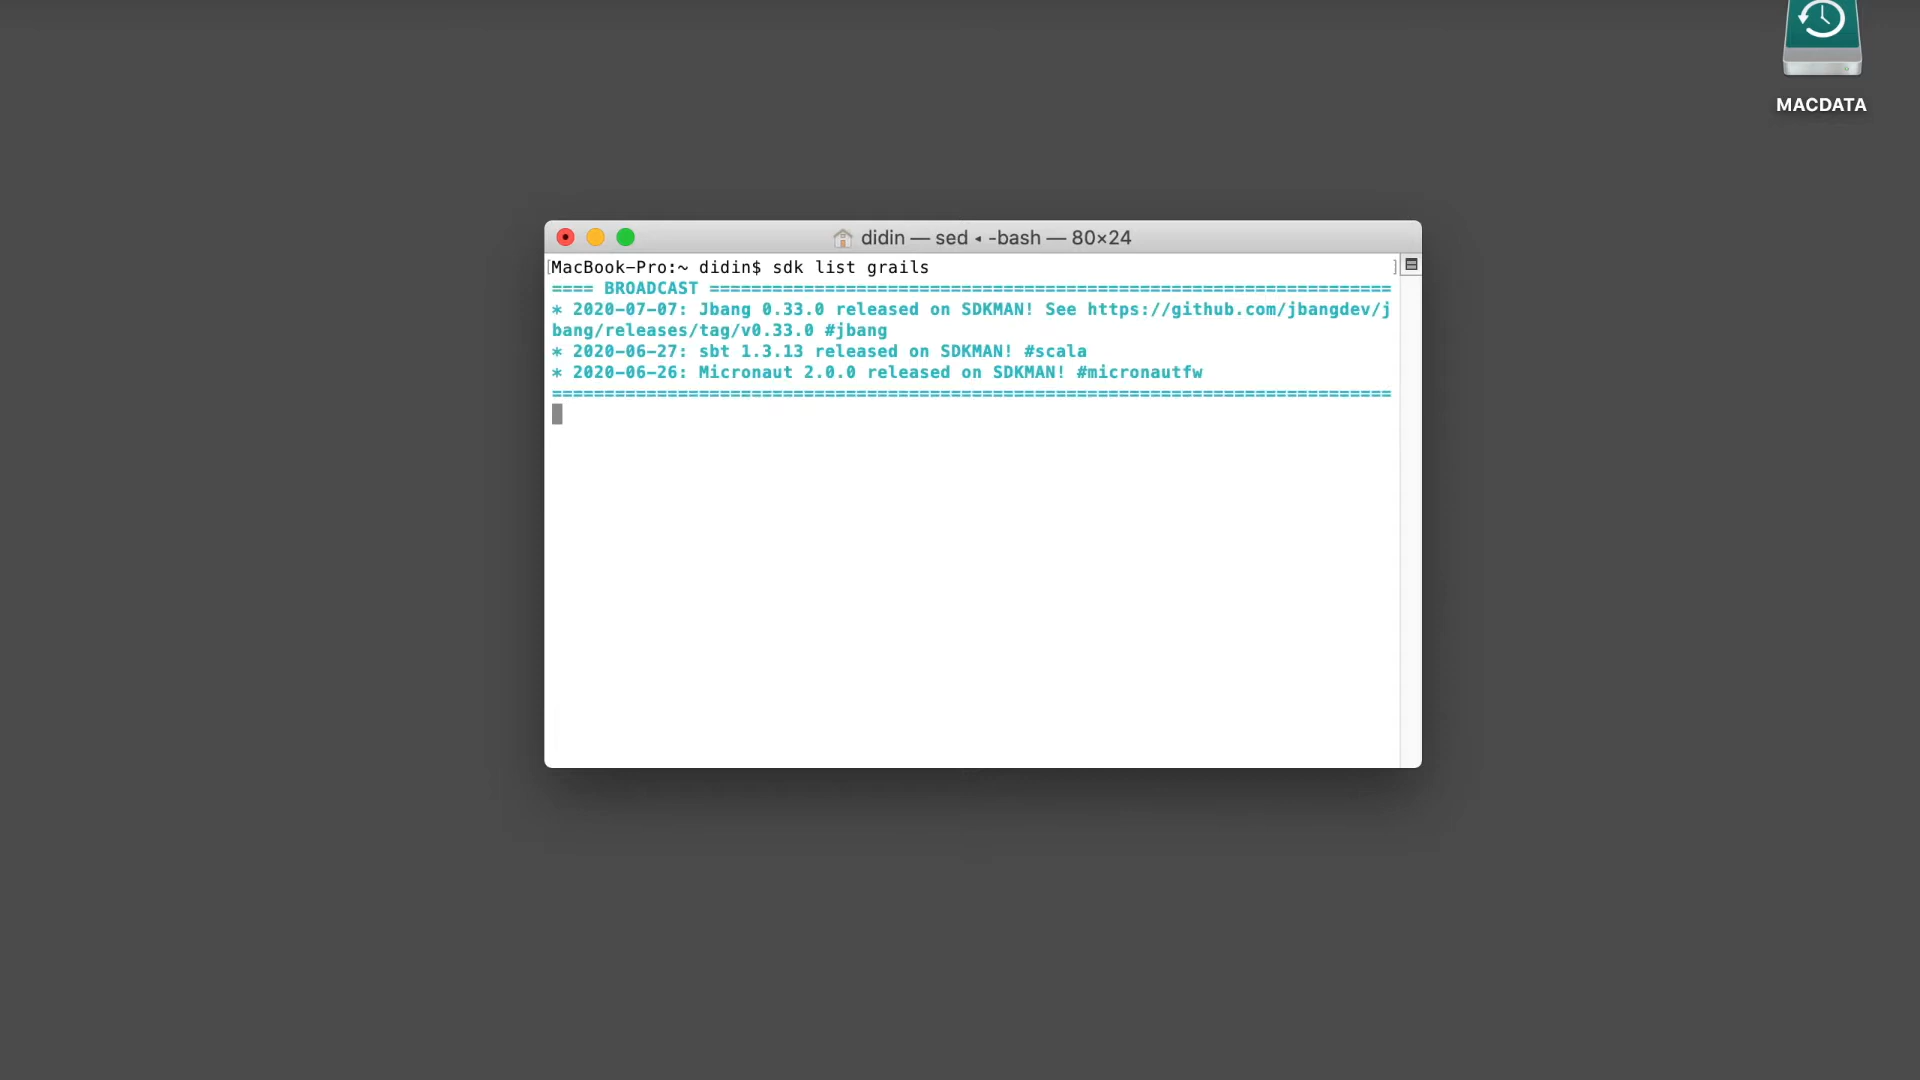 MACDATA
didin — sed ◂ -bash — 80×24
MacBook-Pro:~ didin$ sdk list grails
==== BROADCAST =================================================================
* 2020-07-07: Jbang 0.33.0 released on SDKMAN! See https://github.com/jbangdev/j
bang/releases/tag/v0.33.0 #jbang
* 2020-06-27: sbt 1.3.13 released on SDKMAN! #scala
* 2020-06-26: Micronaut 2.0.0 released on SDKMAN! #micronautfw
================================================================================